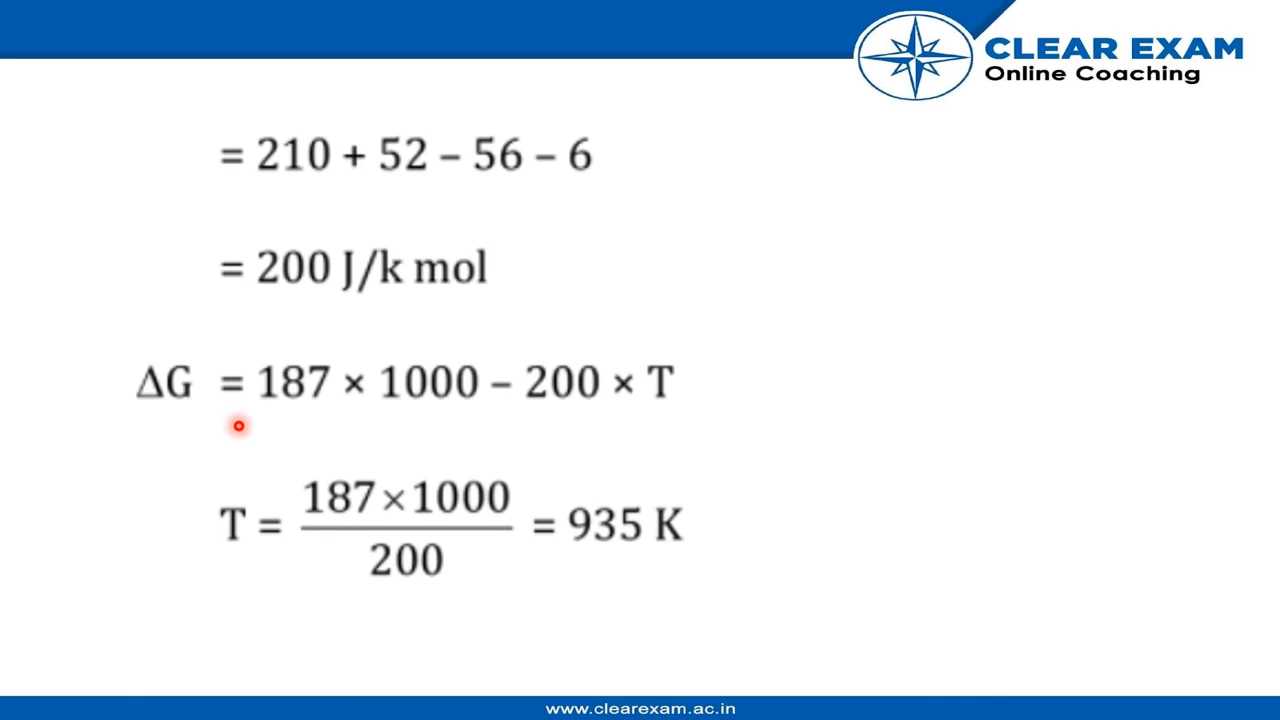 CLEAR EXAM
Online Coaching
= 210 + 52 – 56 – 6
= 200 J/k mol
ΔG = 187 × 1000 – 200 × T
T = 187×1000 / 200 = 935 K
www.clearexam.ac.in